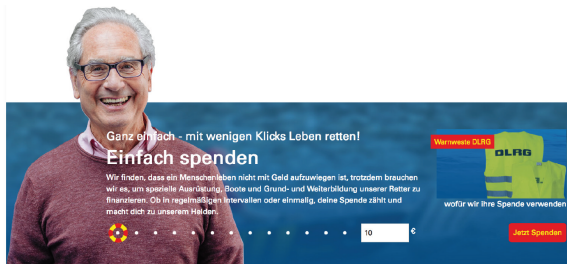 Ganz einfach - mit wenigen Klicks Leben retten!
Einfach spenden
Wir finden, dass ein Menschenleben nicht mit Geld aufzuwiegen ist, trotzdem brauchen
wir es, um spezielle Ausrüstung, Boote und Grund- und Weiterbildung unserer Retter zu
finanzieren. Ob in regelmäßigen Intervallen oder einmalig, deine Spende zählt und
macht dich zu unserem Helden.
10 €
Warnweste DLRG
DLRG
wofür wir Ihre Spende verwenden
Jetzt Spenden